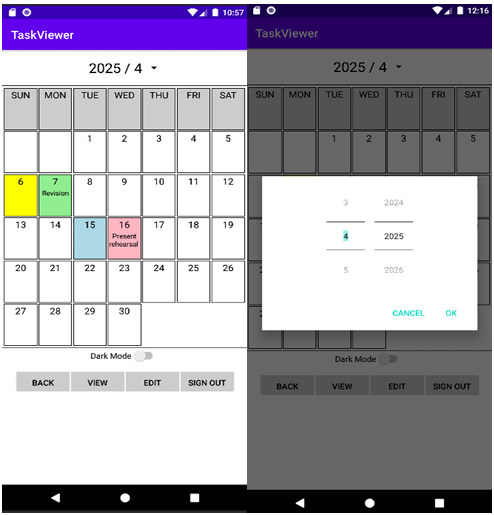 10:57
TaskViewer
2025 / 4
SUN MON TUE WED THU FRI SAT
1 2 3 4 5
6 7 8 9 10 11 12
Revision
13 14 15 16 17 18 19
Present
rehearsal
20 21 22 23 24 25 26
27 28 29 30
Dark Mode
BACK VIEW EDIT SIGN OUT
12:16
TaskViewer
2025 / 4
SUN MON TUE WED THU FRI SAT
1 2 3 4 5
3 2024
4 2025
5 2026
CANCEL OK
Dark Mode
BACK VIEW EDIT SIGN OUT